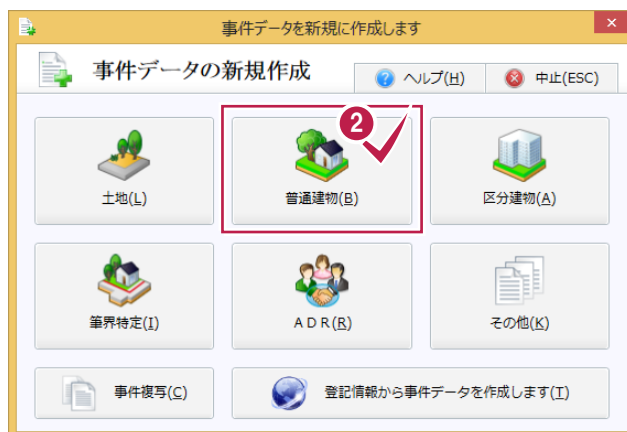 事件データを新規に作成します
事件データの新規作成
ヘルプ(H)
中止(ESC)
2
土地(L)
普通建物(B)
区分建物(A)
筆界特定(I)
ＡＤＲ(R)
その他(K)
事件複写(C)
登記情報から事件データを作成します(T)